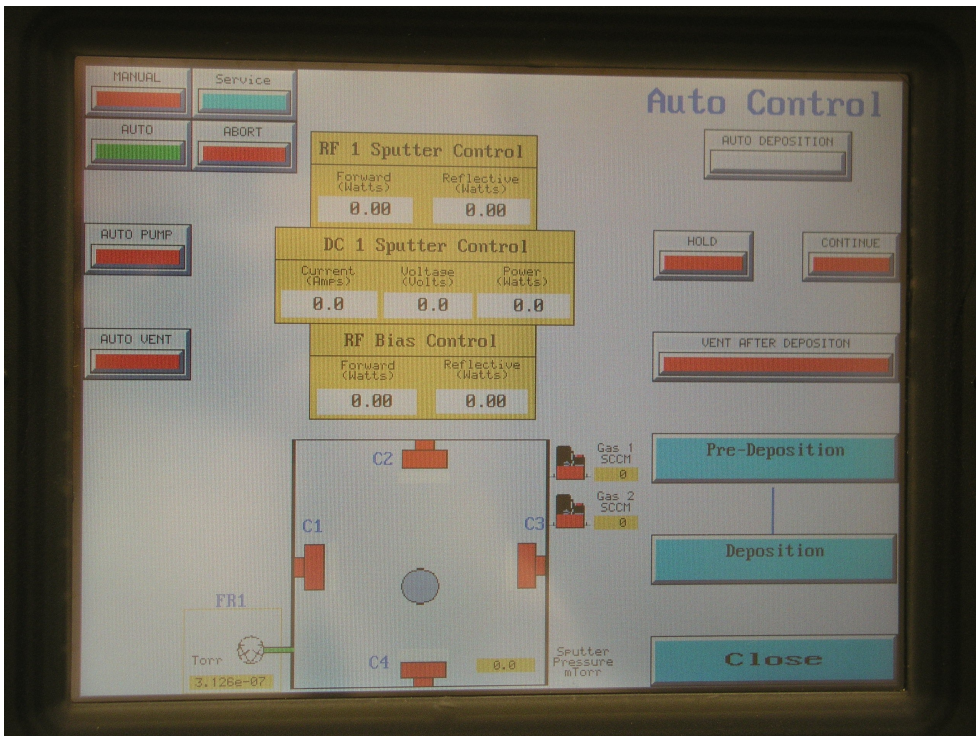 MANUAL
Service
AUTO
ABORT
Auto Control
AUTO DEPOSITION
RF 1 Sputter Control
Forward
(Watts)
Reflective
(Watts)
0.00
0.00
AUTO PUMP
DC 1 Sputter Control
Current
(Amps)
Voltage
(Volts)
Power
(Watts)
0.0
0.0
0.0
HOLD
CONTINUE
AUTO VENT
RF Bias Control
Forward
(Watts)
Reflective
(Watts)
0.00
0.00
VENT AFTER DEPOSITON
C2
Gas 1
SCCM
0
Gas 2
SCCM
0
Pre-Deposition
C1
C3
Deposition
FR1
Torr
3.126e-07
C4
0.0
Sputter
Pressure
mTorr
Close